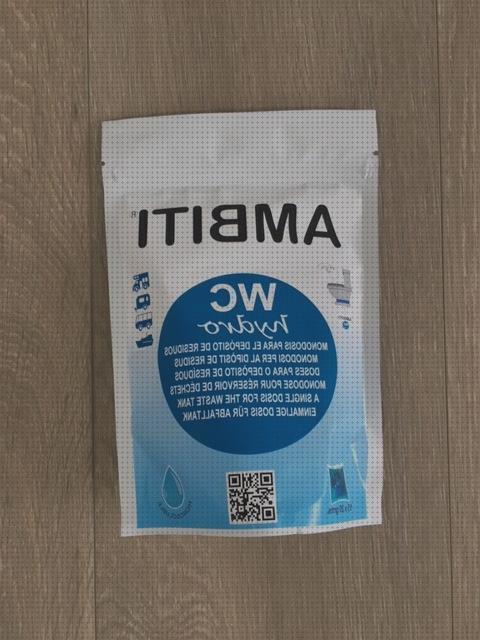 AMBITI
WC
hydro
MONODOSIS PARA EL DEPÓSITO DE RESIDUOS
MONODOSI PER AL DIPÒSIT DE RESIDUS
DOSES PARA O DEPÓSITO DE RESÍDUOS
MONODOSE POUR RÉSERVOIR DE DÉCHETS
A SINGLE DOSIS FOR THE WASTE TANK
EINMALIGE DOSIS FÜR ABFALLTANK